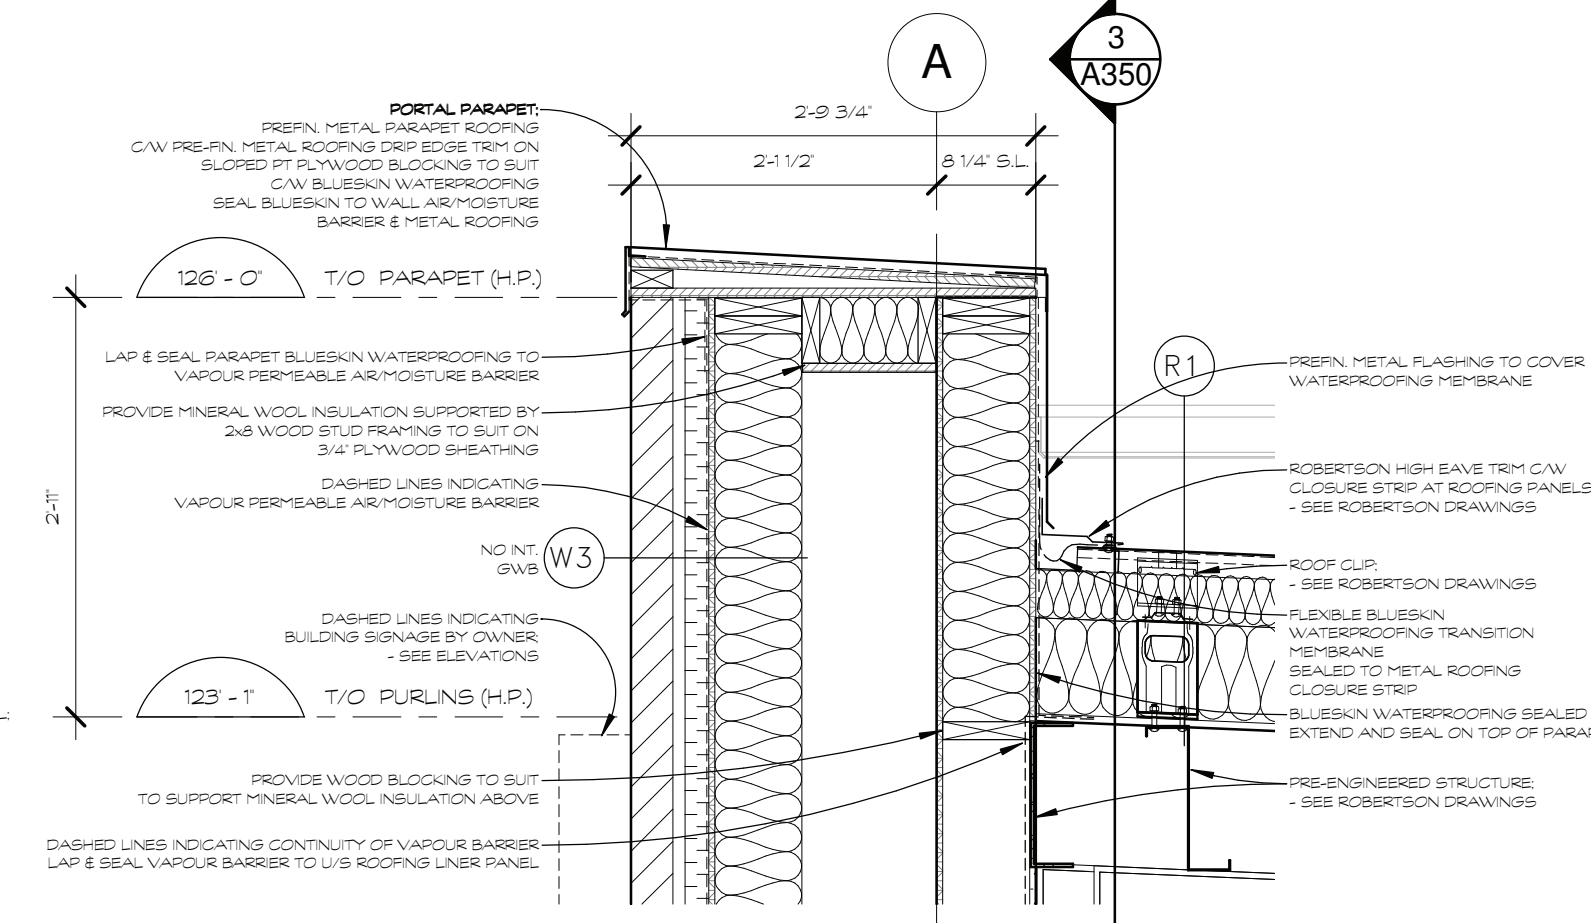 3
A350
A
2'-9 3/4"
2'-1 1/2"
8 1/4" S.L.
PORTAL PARAPET;
PREFIN. METAL PARAPET ROOFING
C/W PRE-FIN. METAL ROOFING DRIP EDGE TRIM ON
SLOPED PT PLYWOOD BLOCKING TO SUIT
C/W BLUESKIN WATERPROOFING
SEAL BLUESKIN TO WALL AIR/MOISTURE
BARRIER & METAL ROOFING
126' - 0"
T/O PARAPET (H.P.)
LAP & SEAL PARAPET BLUESKIN WATERPROOFING TO
VAPOUR PERMEABLE AIR/MOISTURE BARRIER
PROVIDE MINERAL WOOL INSULATION SUPPORTED BY
2x8 WOOD STUD FRAMING TO SUIT ON
3/4" PLYWOOD SHEATHING
DASHED LINES INDICATING
VAPOUR PERMEABLE AIR/MOISTURE BARRIER
2'-11"
NO INT.
GWB
W3
DASHED LINES INDICATING
BUILDING SIGNAGE BY OWNER;
- SEE ELEVATIONS
123' - 1"
T/O PURLINS (H.P.)
L.
PROVIDE WOOD BLOCKING TO SUIT
TO SUPPORT MINERAL WOOL INSULATION ABOVE
DASHED LINES INDICATING CONTINUITY OF VAPOUR BARRIER
LAP & SEAL VAPOUR BARRIER TO U/S ROOFING LINER PANEL
R1
PREFIN. METAL FLASHING TO COVER
WATERPROOFING MEMBRANE
ROBERTSON HIGH EAVE TRIM C/W
CLOSURE STRIP AT ROOFING PANELS
- SEE ROBERTSON DRAWINGS
ROOF CLIP;
- SEE ROBERTSON DRAWINGS
FLEXIBLE BLUESKIN
WATERPROOFING TRANSITION
MEMBRANE
SEALED TO METAL ROOFING
CLOSURE STRIP
BLUESKIN WATERPROOFING SEALED
EXTEND AND SEAL ON TOP OF PARAP
PRE-ENGINEERED STRUCTURE;
- SEE ROBERTSON DRAWINGS